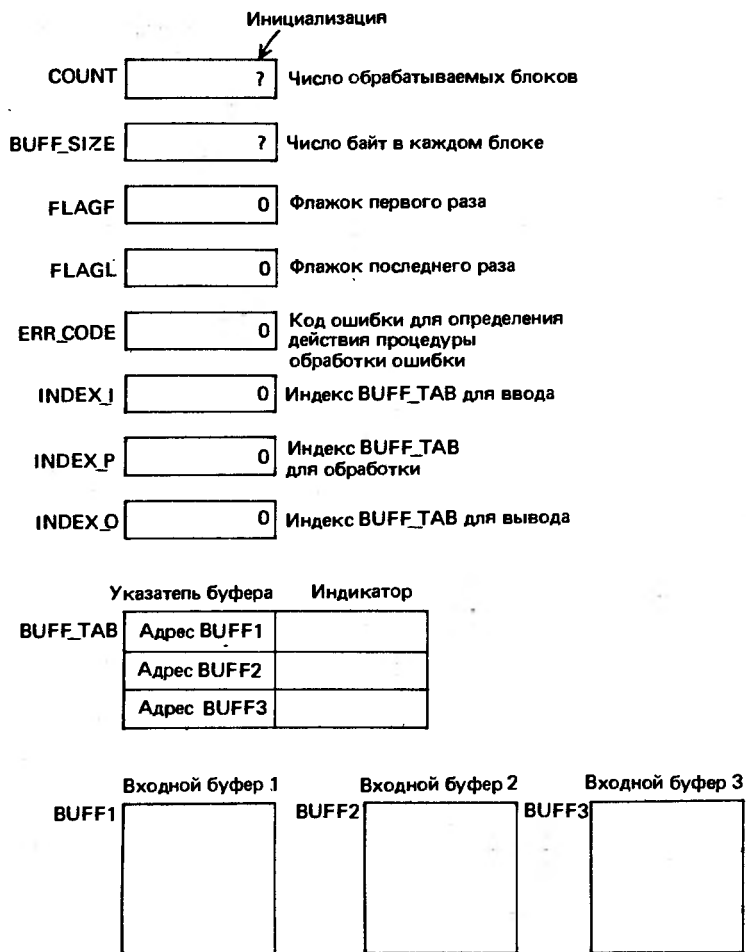 Инициализация
COUNT ? Число обрабатываемых блоков
BUFF_SIZE ? Число байт в каждом блоке
FLAGF 0 Флажок первого раза
FLAGL 0 Флажок последнего раза
ERR_CODE 0 Код ошибки для определения
действия процедуры
обработки ошибки
INDEX_I 0 Индекс BUFF_TAB для ввода
INDEX_P 0 Индекс BUFF_TAB
для обработки
INDEX_O 0 Индекс BUFF_TAB для вывода
Указатель буфера Индикатор
BUFF_TAB Адрес BUFF1
Адрес BUFF2
Адрес BUFF3
Входной буфер 1 Входной буфер 2 Входной буфер 3
BUFF1 BUFF2 BUFF3